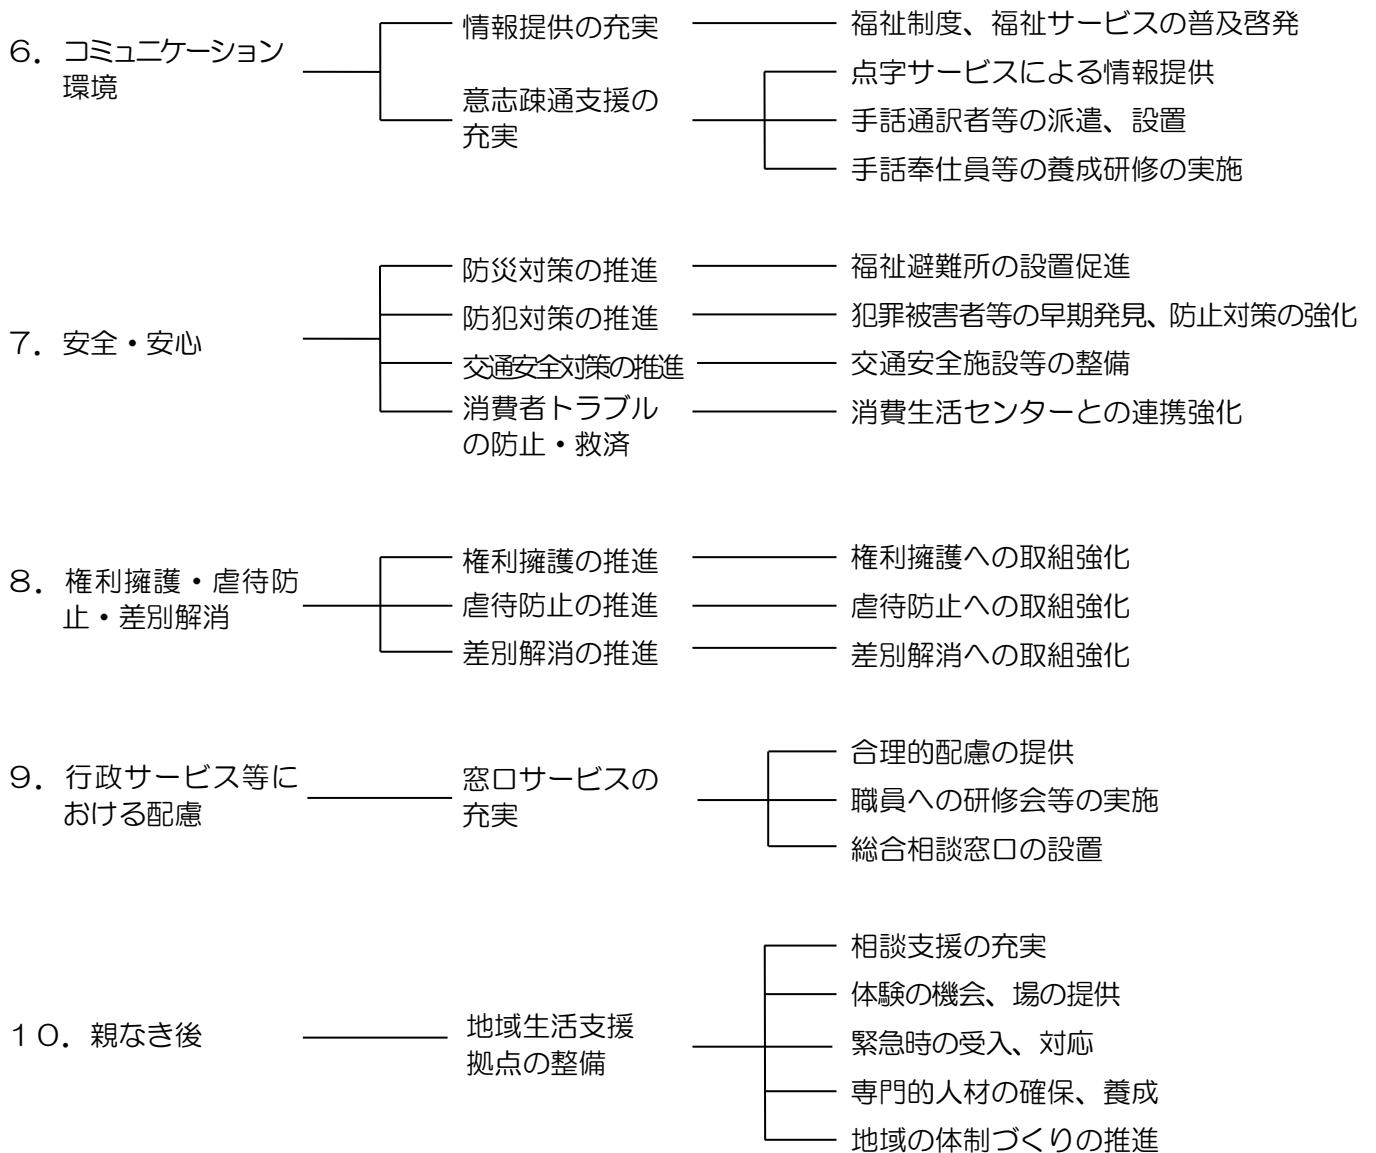 6．コミュニケーション
環境
情報提供の充実
福祉制度、福祉サービスの普及啓発
意志疎通支援の
充実
点字サービスによる情報提供
手話通訳者等の派遣、設置
手話奉仕員等の養成研修の実施
7．安全・安心
防災対策の推進
福祉避難所の設置促進
防犯対策の推進
犯罪被害者等の早期発見、防止対策の強化
交通安全対策の推進
交通安全施設等の整備
消費者トラブル
の防止・救済
消費生活センターとの連携強化
8．権利擁護・虐待防
止・差別解消
権利擁護の推進
権利擁護への取組強化
虐待防止の推進
虐待防止への取組強化
差別解消の推進
差別解消への取組強化
9．行政サービス等に
おける配慮
窓口サービスの
充実
合理的配慮の提供
職員への研修会等の実施
総合相談窓口の設置
10．親なき後
地域生活支援
拠点の整備
相談支援の充実
体験の機会、場の提供
緊急時の受入、対応
専門的人材の確保、養成
地域の体制づくりの推進